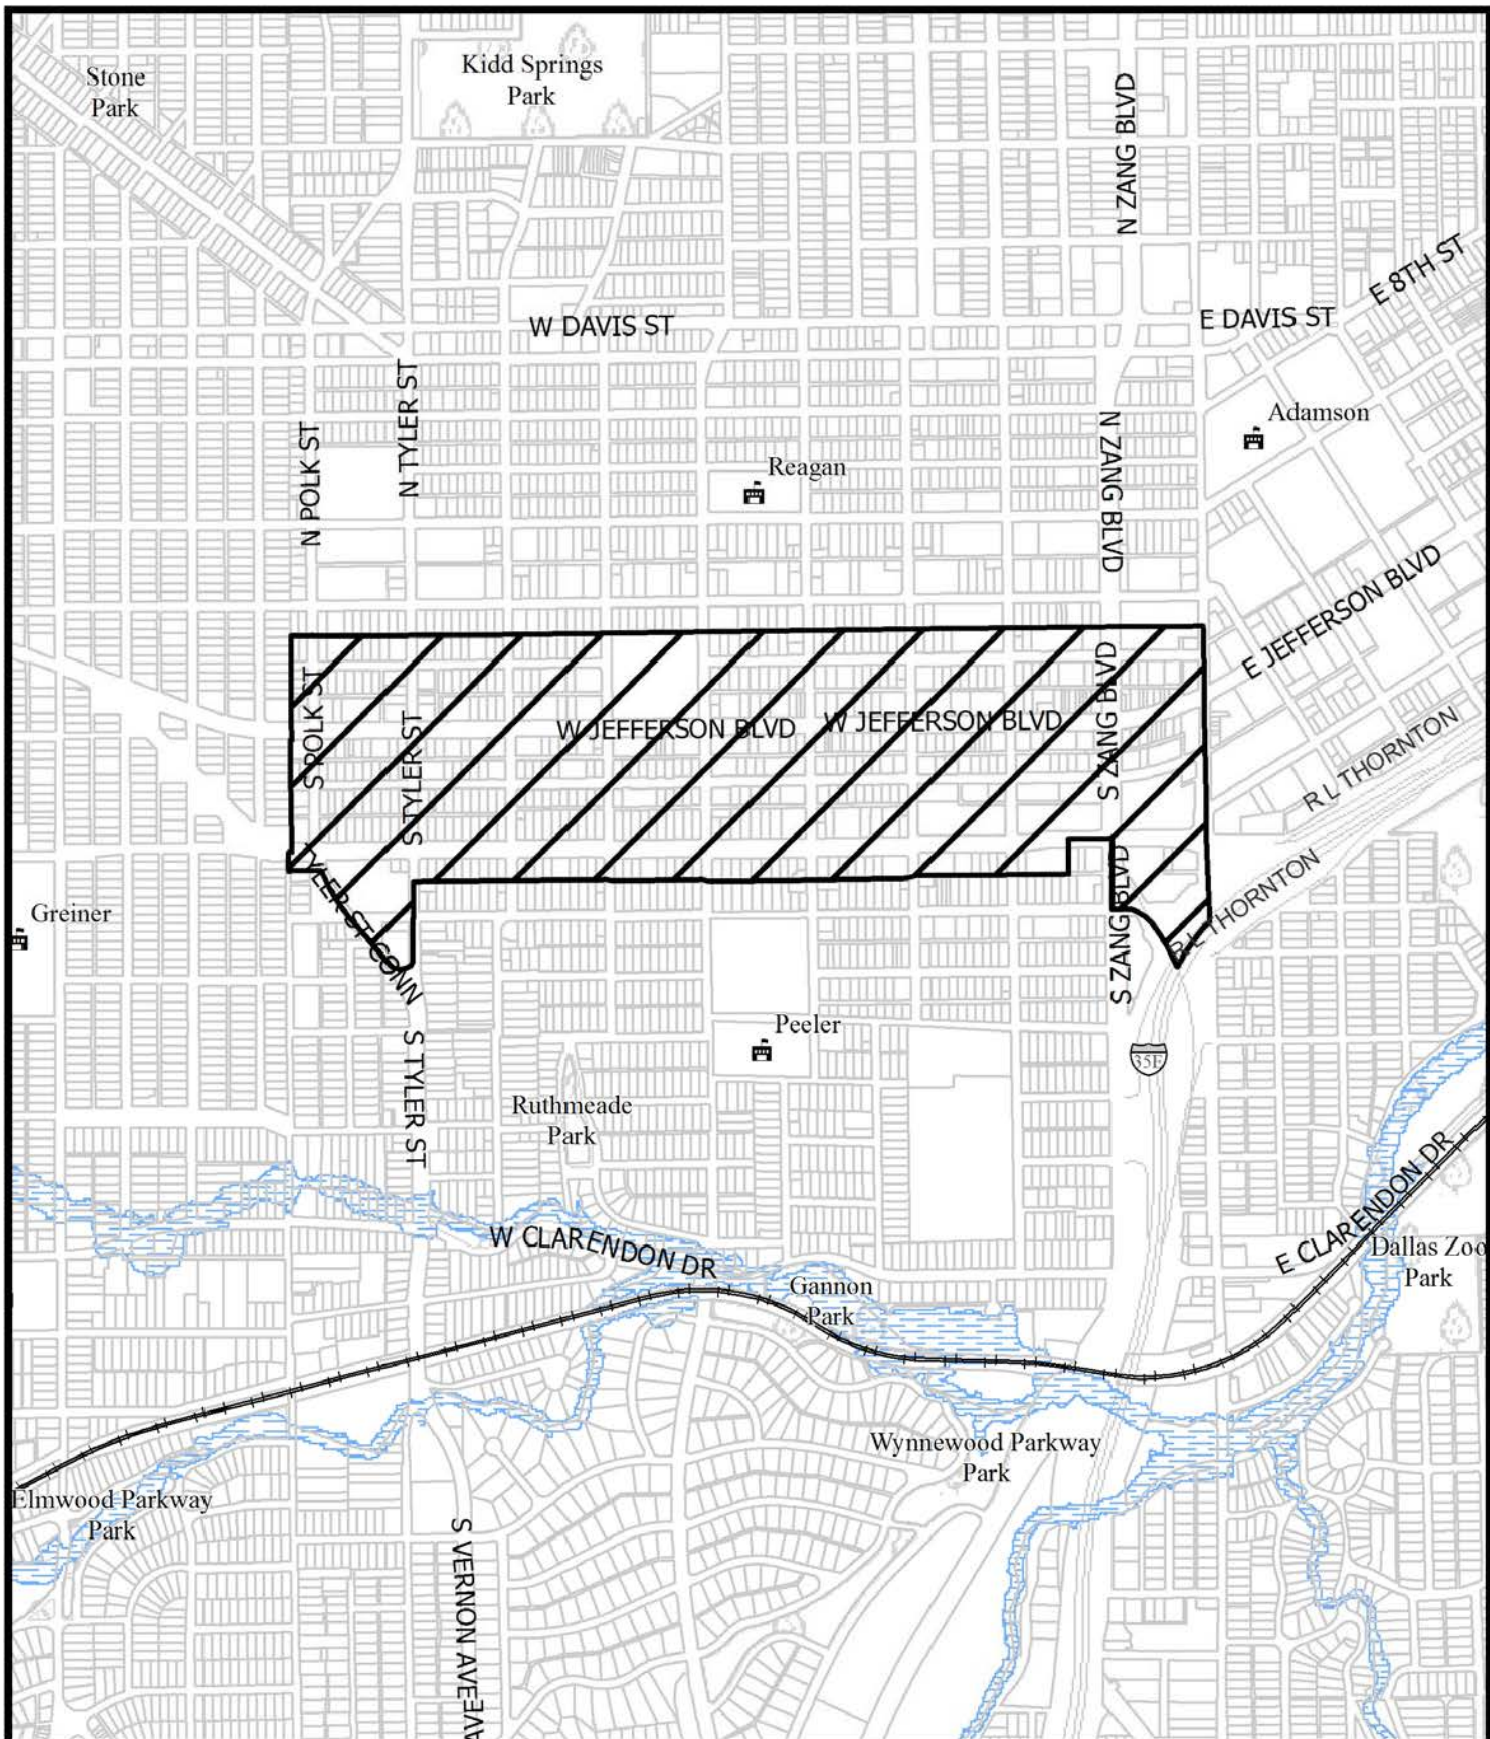 Stone
Park
Kidd Springs
Park
N ZANG BLVD
E 8TH ST
W DAVIS ST
E DAVIS ST
N TYLER ST
N POLK ST
Reagan
N ZANG BLVD
Adamson
E JEFFERSON BLVD
S POLK ST
S TYLER ST
W JEFFERSON BLVD
W JEFFERSON BLVD
S ZANG BLVD
R L THORNTON
TYLER ST CONN
S ZANG BLVD
R L THORNTON
Greiner
Peeler
35E
S TYLER ST
Ruthmeade
Park
W CLARENDON DR
E CLARENDON DR
Gannon
Park
Dallas Zoo
Park
Wynnewood Parkway
Park
Elmwood Parkway
Park
S VERNON AVE
AVE